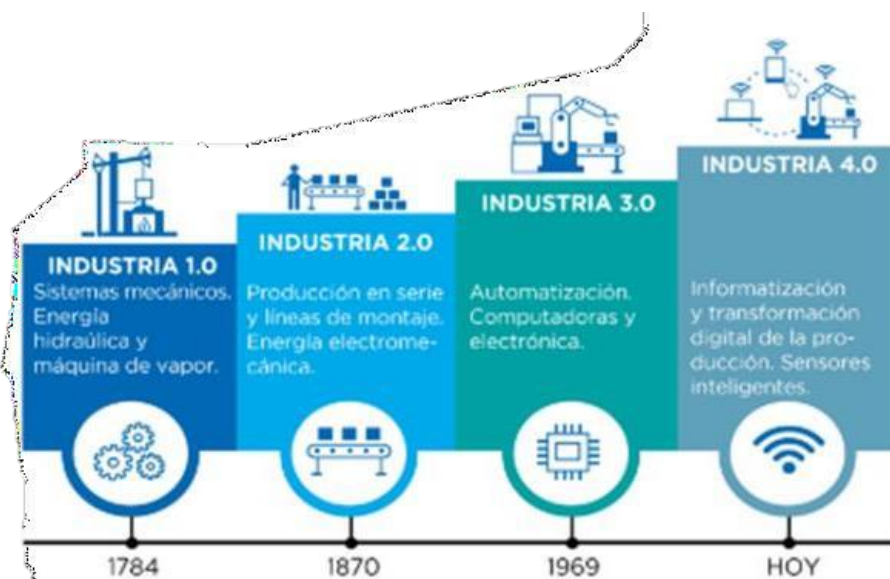 INDUSTRIA 1.0
Sistemas mecánicos.
Energía
hidraúlica y
máquina de vapor.
INDUSTRIA 2.0
Producción en serie
y líneas de montaje.
Energía electrome-
cánica.
INDUSTRIA 3.0
Automatización.
Computadoras y
electrónica.
INDUSTRIA 4.0
Informatización
y transformación
digital de la pro-
ducción. Sensores
inteligentes.
1784
1870
1969
HOY